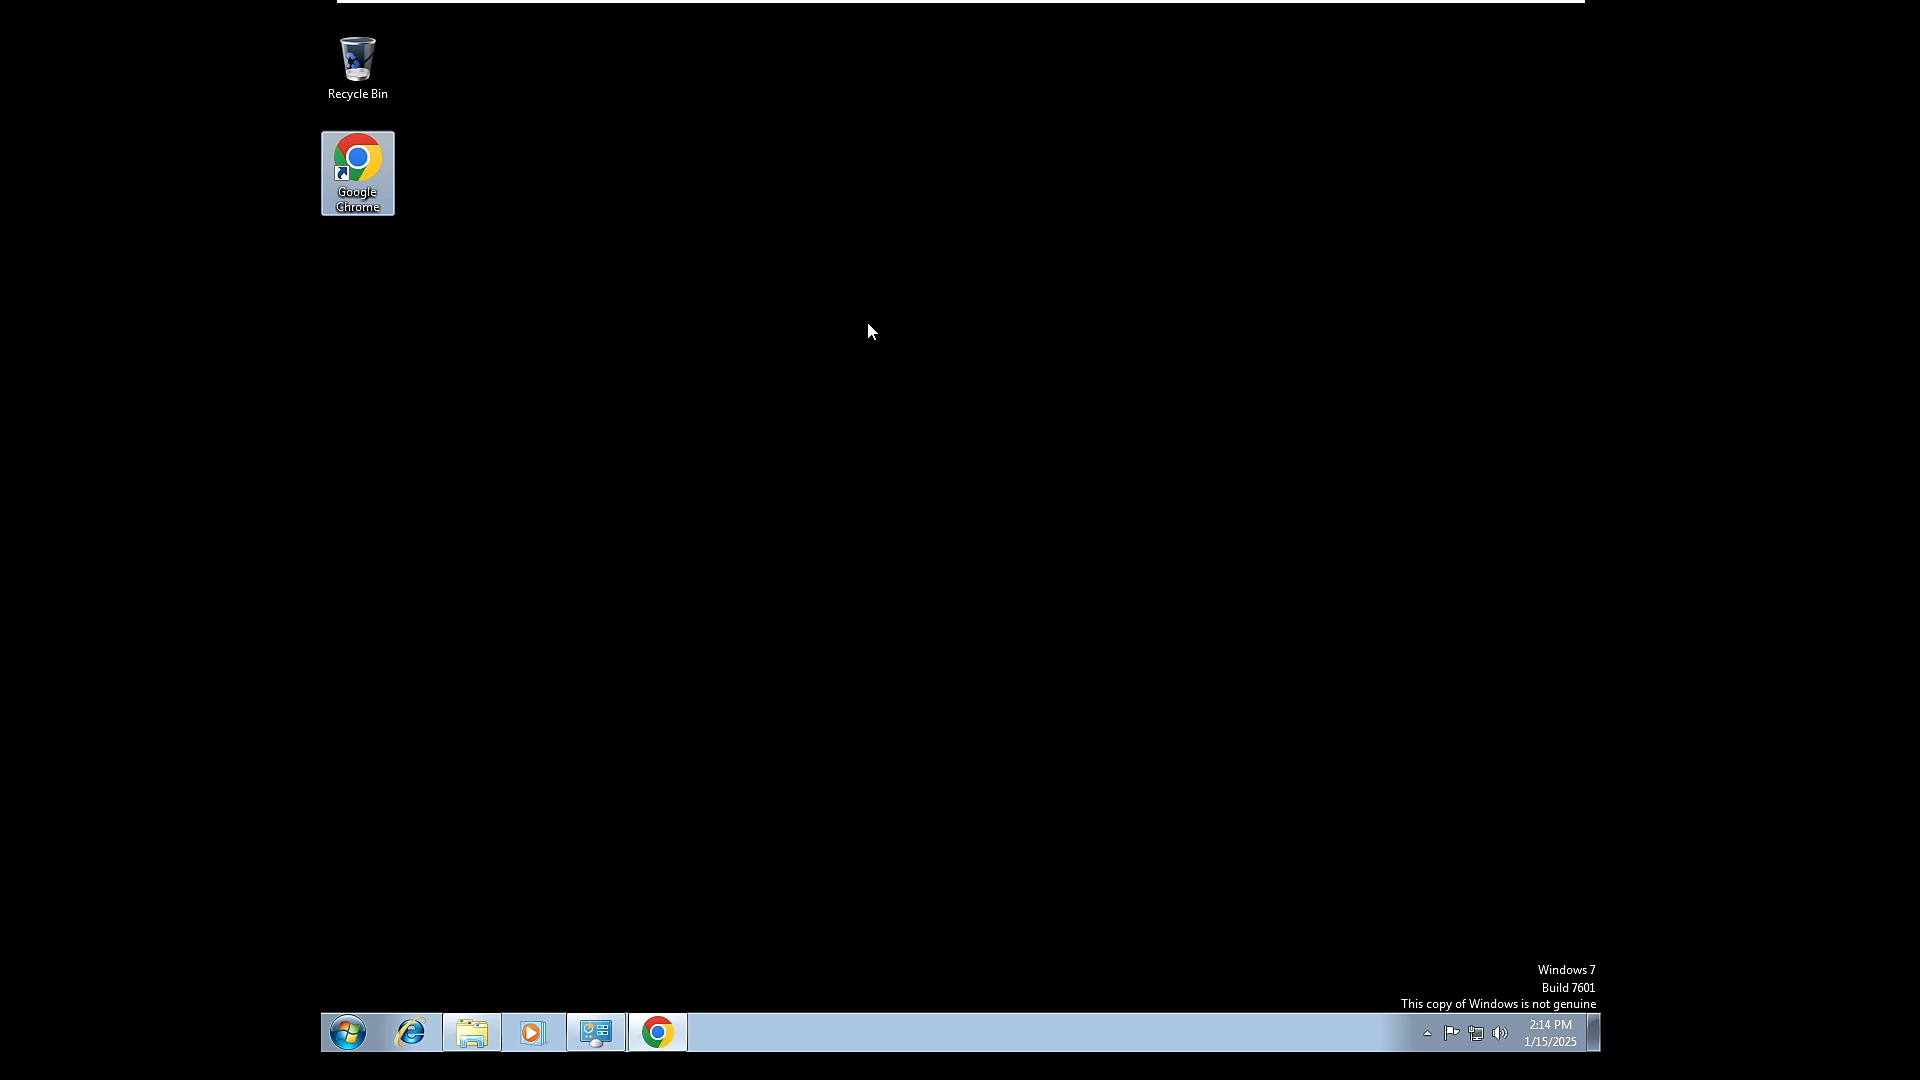 Recycle Bin
Google
Chrome
Windows 7
Build 7601
This copy of Windows is not genuine
2:14 PM
1/15/2025